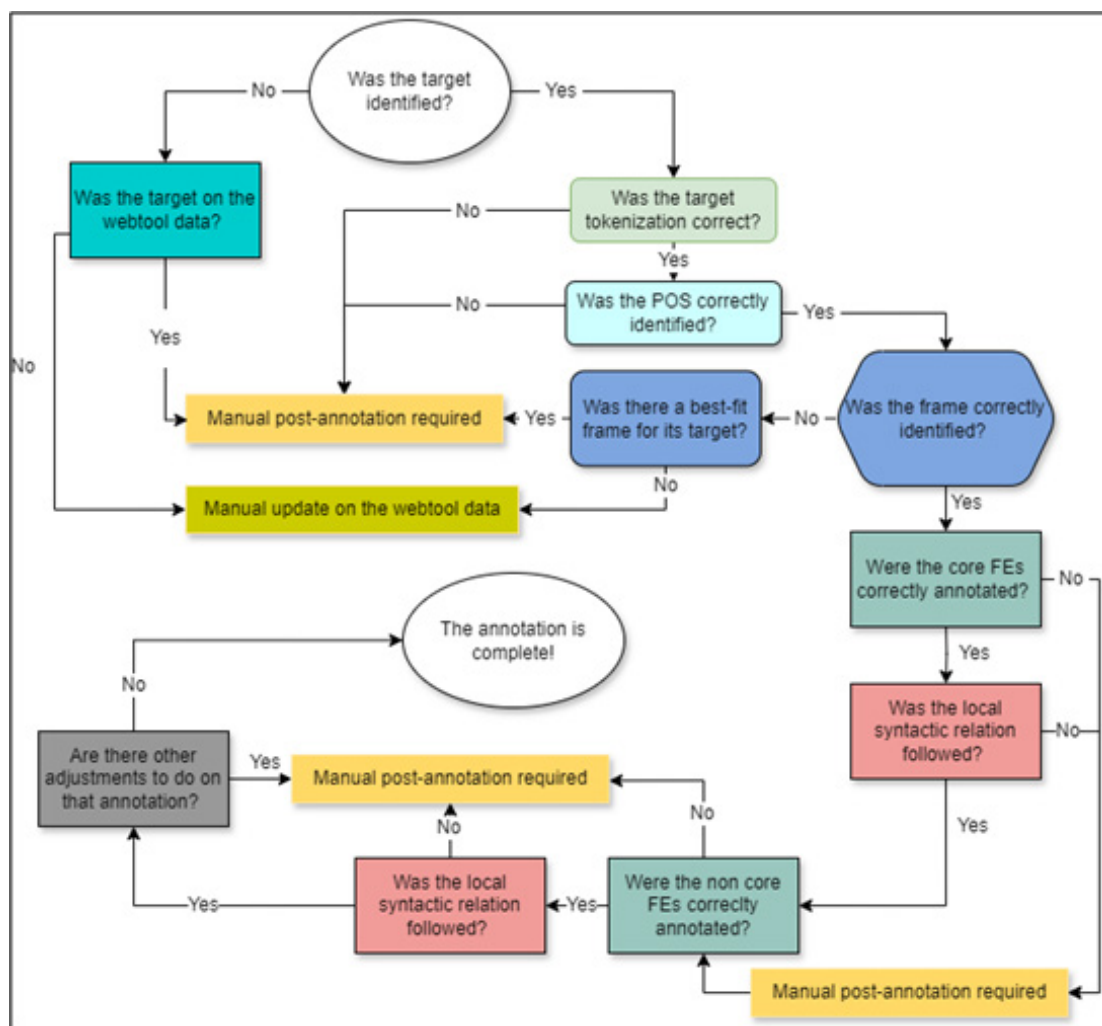 Was the target
identified?
No
Yes
Was the target on the
webtool data?
Was the target
tokenization correct?
No
Yes
Was the POS correctly
identified?
No
Yes
Yes
No
Manual post-annotation required
Yes
Was there a best-fit
frame for its target?
No
Was the frame correctly
identified?
No
Manual update on the webtool data
Yes
Were the core FEs
correctly annotated?
No
The annotation is
complete!
Yes
No
Was the local
syntactic relation
followed?
No
Are there other
adjustments to do on
that annotation?
Yes
Manual post-annotation required
No
No
Yes
Was the local
syntactic relation
followed?
Yes
Were the non core
FEs correclty
annotated?
Yes
Manual post-annotation required